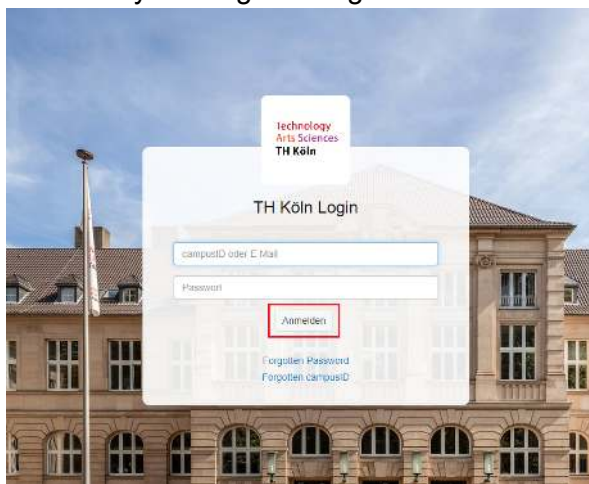 Technology
Arts Sciences
TH Köln
TH Köln Login
campusID oder E Mail
Passwort
Anmelden
Forgotten Password
Forgotten campusID